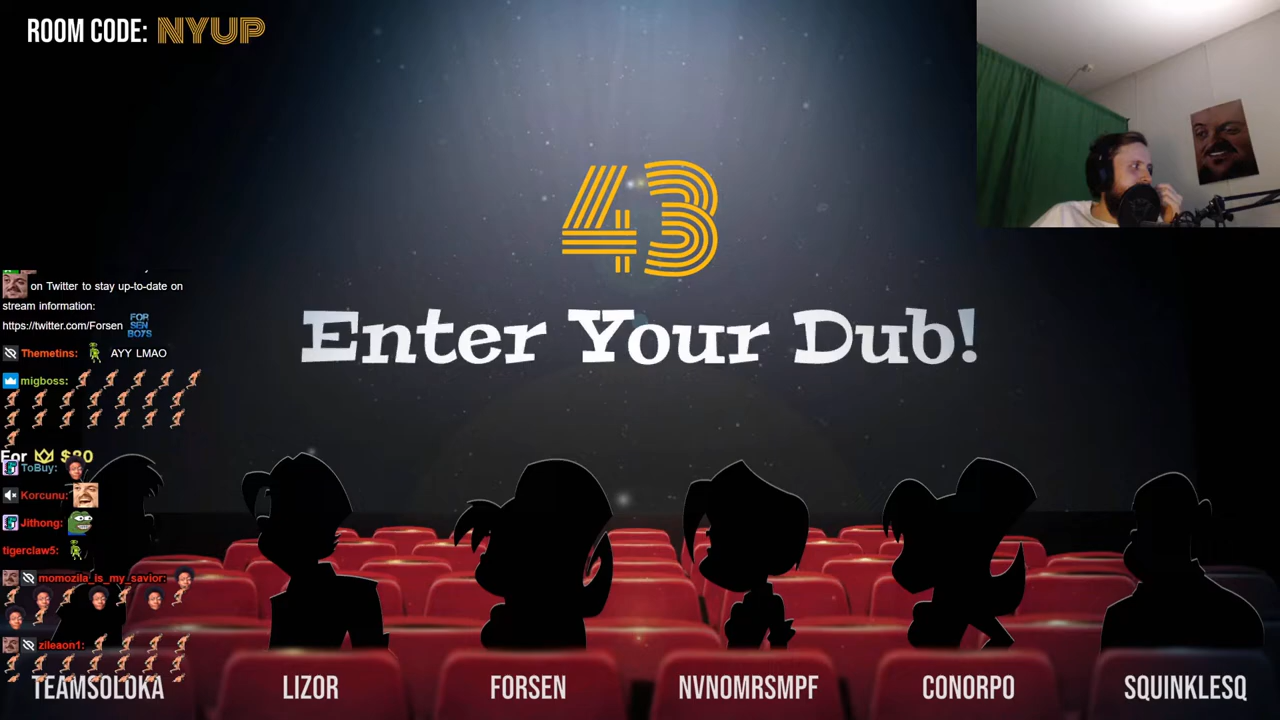 ROOM CODE: NYUP
43
Enter Your Dub!
on Twitter to stay up-to-date on
stream information:
https://twitter.com/Forsen
FOR
SEN
BOYS
Themetins: AYY LMAO
migboss:
For $20
ToBuy:
Korcunu:
Jithong:
tigerclaw5:
momozila_is_my_savior:
zileaon1:
TEAMSOLOKA
LIZOR
FORSEN
NVNOMRSMPF
CONORPO
SQUINKLESQ